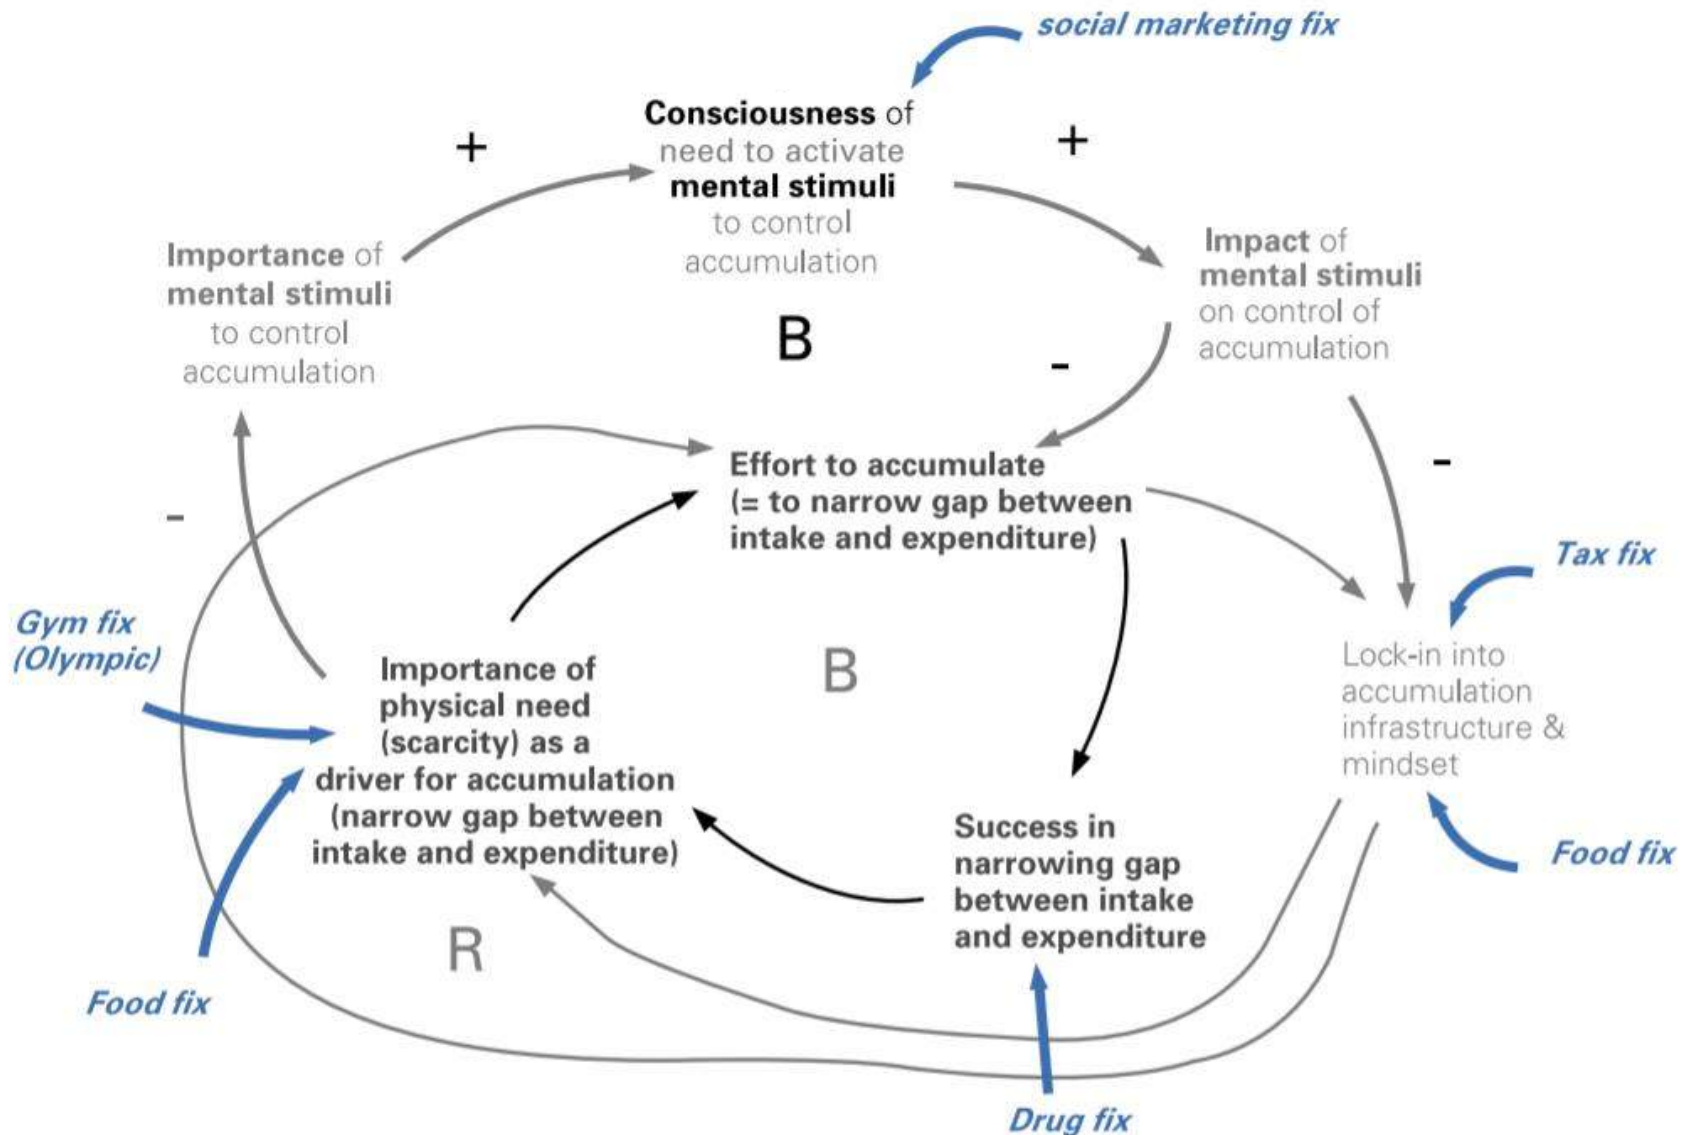 social marketing fix
Consciousness of
need to activate
mental stimuli
to control
accumulation
+
+
Importance of
mental stimuli
to control
accumulation
Impact of
mental stimuli
on control of
accumulation
B
-
-
-
Effort to accumulate
(= to narrow gap between
intake and expenditure)
Tax fix
Gym fix
(Olympic)
Importance of
physical need
(scarcity) as a
driver for accumulation
(narrow gap between
intake and expenditure)
B
Lock-in into
accumulation
infrastructure &
mindset
Success in
narrowing gap
between intake
and expenditure
Food fix
R
Food fix
Drug fix